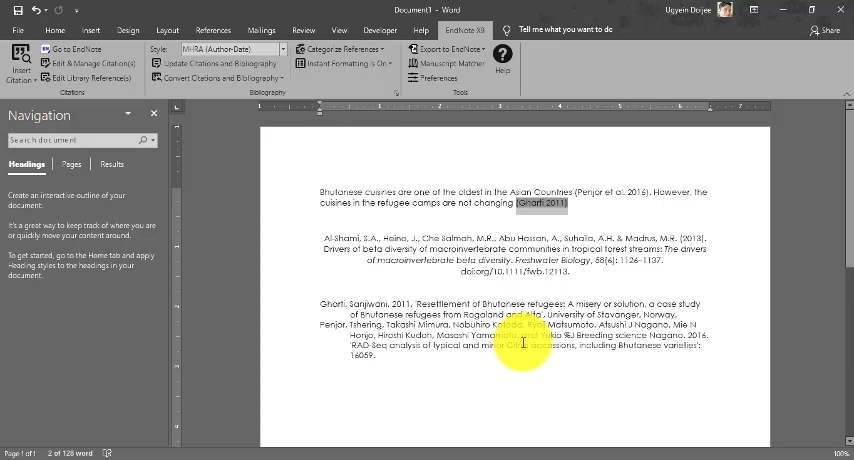 Document1 - Word
Ugyein Doijee
File Home Insert Draw Design Layout References Mailings Review View Developer Help EndNote X9 Tell me what you want to do Share
Insert Citation
Go to EndNote
Edit & Manage Citation(s)
Edit Library Reference(s)
Citations
Style: MHRA (Author-Date)
Update Citations and Bibliography
Convert Citations and Bibliography
Categorize References
Instant Formatting is On
Bibliography
Export to EndNote
Manuscript Matcher
Preferences
Help
Tools
Navigation
Search document
Headings Pages Results
Create an interactive outline of your
document.
It's a great way to keep track of where you are
or quickly move your content around.
To get started, go to the Home tab and apply
Heading styles to the headings in your
document.
Bhutanese cuisines are one of the oldest in the Asian Countries (Penjor et al. 2016). However, the
cuisines in the refugee camps are not changing (Gharti 2011)
Al-Shami, S.A., Heino, J., Che Salmah, M.R., Abu Hassan, A., Suhaila, A.H. & Madrus, M.R. (2013).
Drivers of beta diversity of macroinvertebrate communities in tropical forest streams: The drivers
of macroinvertebrate beta diversity. Freshwater Biology, 58(6): 1126–1137.
doi:org/10.1111/fwb.12113.
Gharti, Sanjiwani. 2011. 'Resettlement of Bhutanese refugees: A misery or solution, a case study
of Bhutanese refugees from Rogaland and Alta', University of Stavanger, Norway.
Penjor, Tshering, Takashi Mimura, Nobuhiro Kotoda, Ryoji Matsumoto, Atsushi J Nagano, Mie N
Honjo, Hiroshi Kudoh, Masashi Yamamoto, and Yukio %J Breeding science Nagano. 2016.
'RAD-Seq analysis of typical and minor Citrus accessions, including Bhutanese varieties':
16059.
Page 1 of 1 2 of 128 word
100%